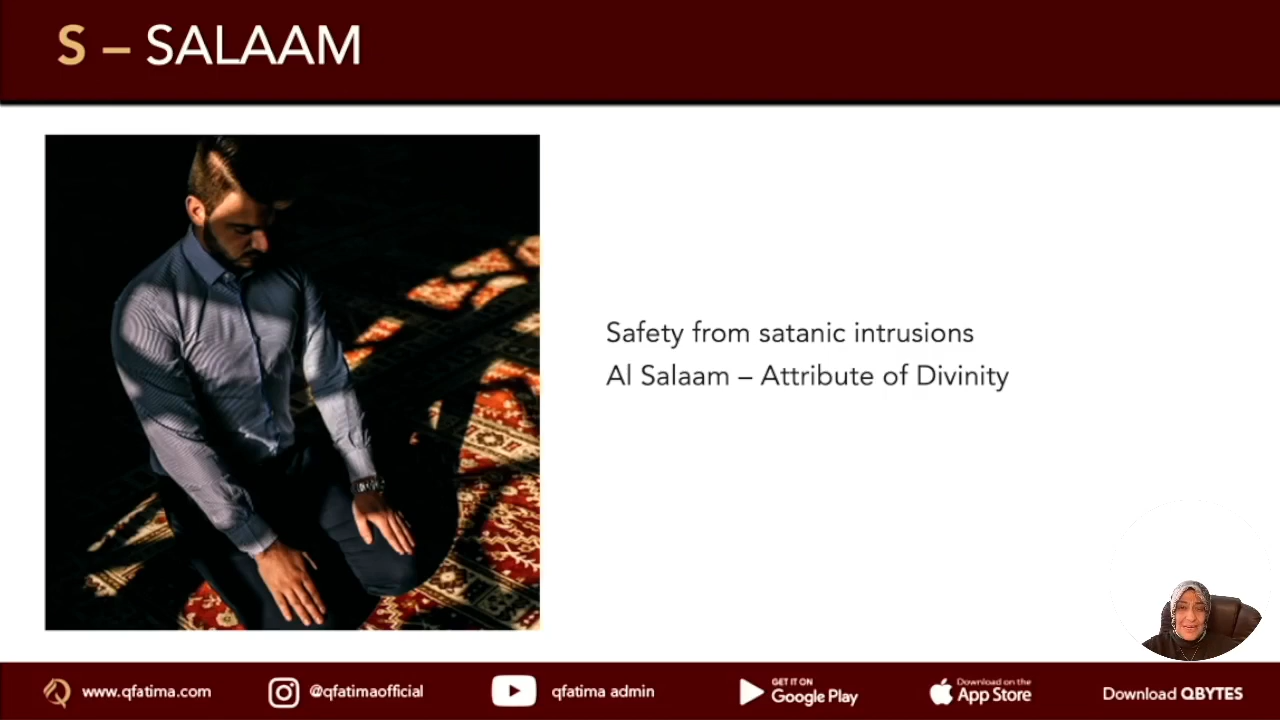 S – SALAAM
Safety from satanic intrusions
Al Salaam – Attribute of Divinity
www.qfatima.com
@qfatimaofficial
qfatima admin
GET IT ON
Google Play
Download on the
App Store
Download QBYTES